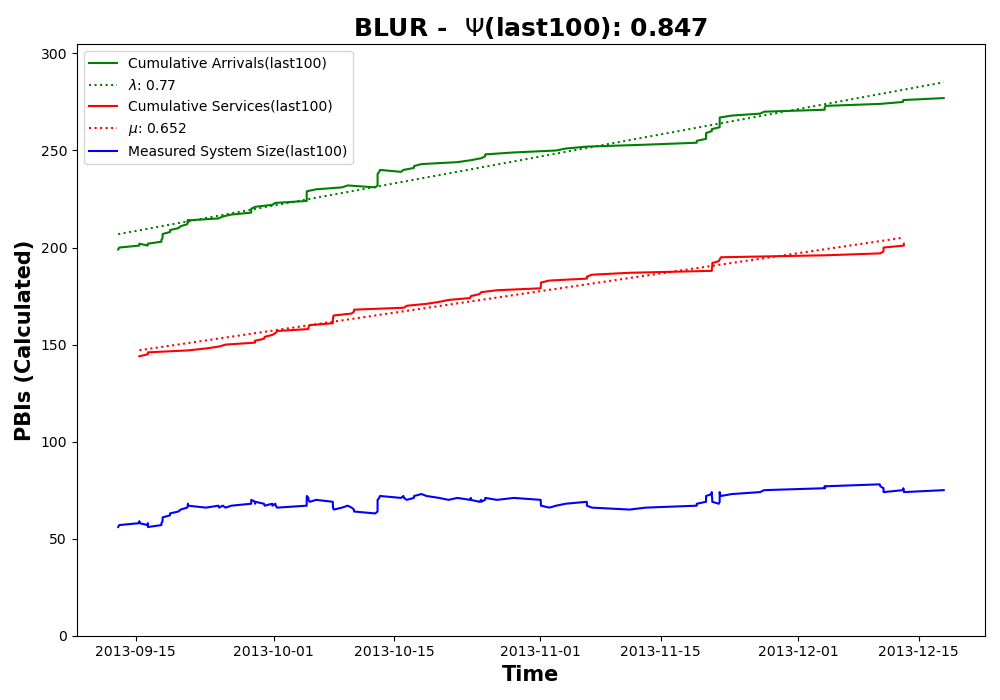 BLUR -  Ψ(last100): 0.847
Cumulative Arrivals(last100)
λ: 0.77
Cumulative Services(last100)
μ: 0.652
Measured System Size(last100)
PBIs (Calculated)
300
250
200
150
100
50
0
2013-09-15 2013-10-01 2013-10-15 2013-11-01 2013-11-15 2013-12-01 2013-12-15
Time